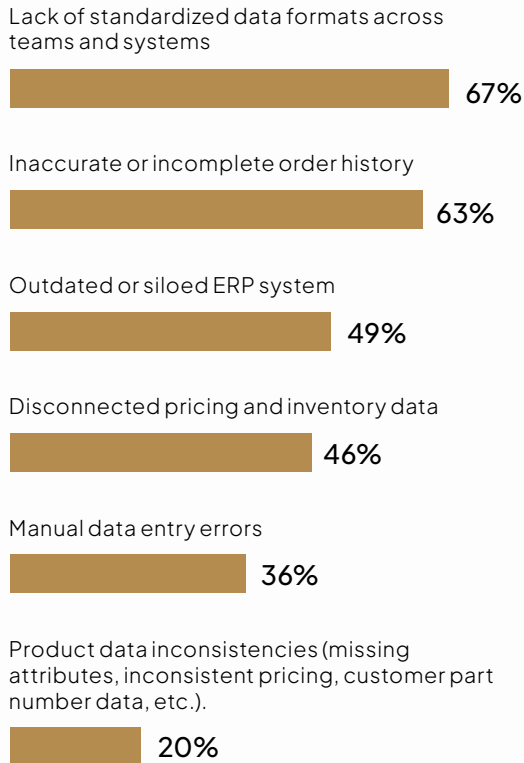 Lack of standardized data formats across
teams and systems
67%
Inaccurate or incomplete order history
63%
Outdated or siloed ERP system
49%
Disconnected pricing and inventory data
46%
Manual data entry errors
36%
Product data inconsistencies (missing
attributes, inconsistent pricing, customer part
number data, etc.).
20%